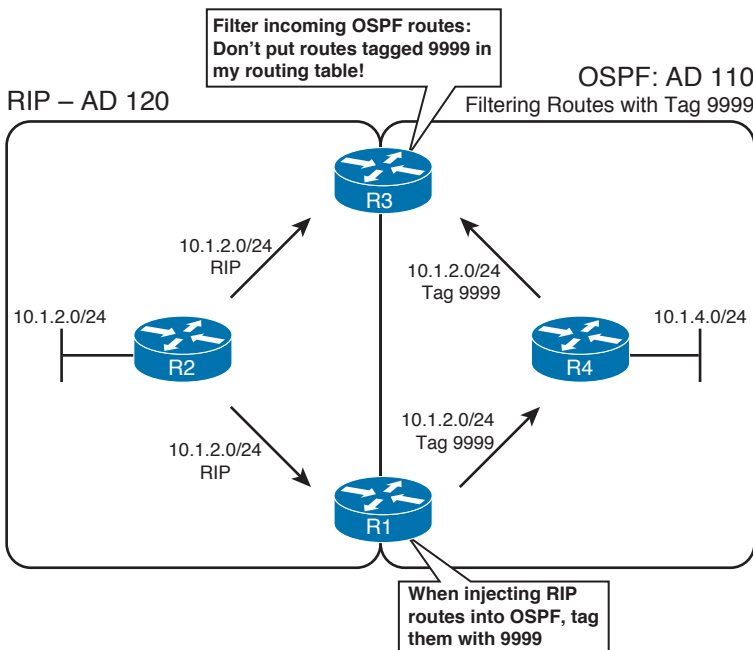 Filter incoming OSPF routes:
Don't put routes tagged 9999 in
my routing table!
RIP – AD 120
OSPF: AD 110
Filtering Routes with Tag 9999
R3
10.1.2.0/24
RIP
10.1.2.0/24
Tag 9999
10.1.2.0/24
R2
R4
10.1.4.0/24
10.1.2.0/24
RIP
10.1.2.0/24
Tag 9999
R1
When injecting RIP
routes into OSPF, tag
them with 9999